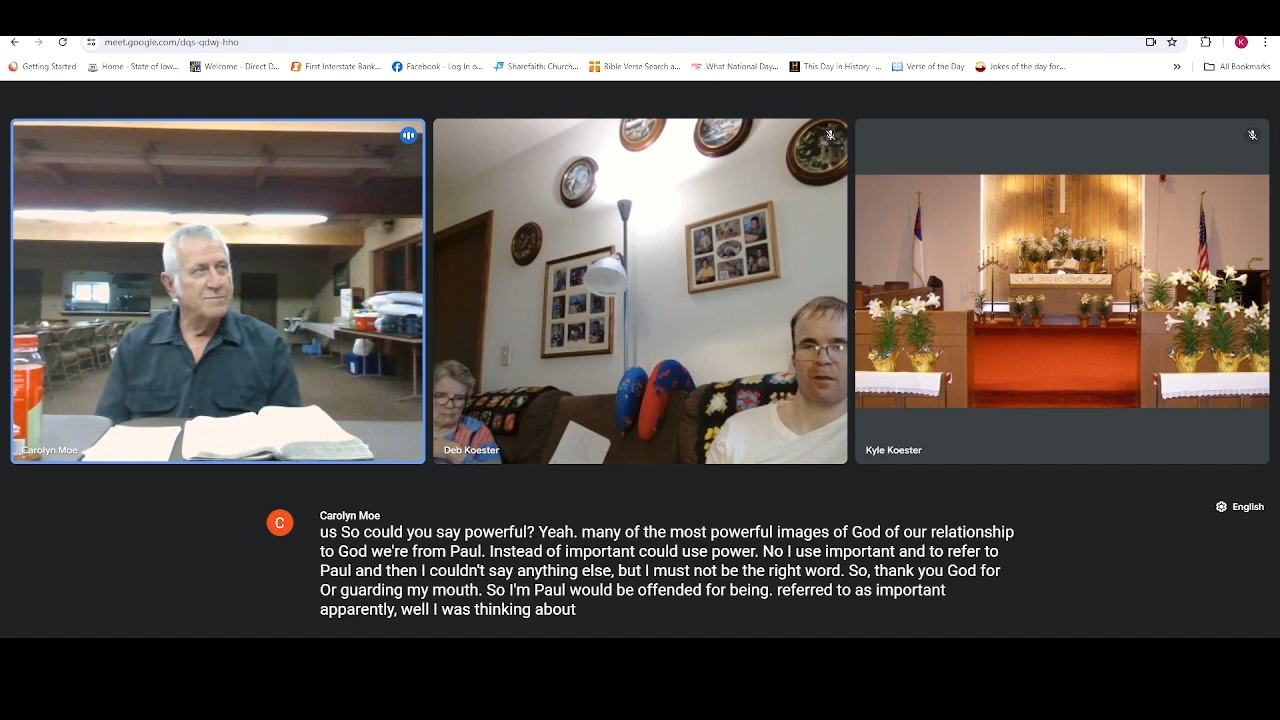 meet.google.com/dqs-qdwj-hho
Getting Started
Home - State of Iow...
Welcome - Direct D...
First Interstate Bank...
Facebook - Log In o...
Sharefaith: Church...
Bible Verse Search a...
What National Day...
This Day in History -...
Verse of the Day
Jokes of the day for...
»
All Bookmarks
K
Carolyn Moe
Deb Koester
Kyle Koester
English
C
Carolyn Moe
us So could you say powerful? Yeah. many of the most powerful images of God of our relationship
to God we're from Paul. Instead of important could use power. No I use important and to refer to
Paul and then I couldn't say anything else, but I must not be the right word. So, thank you God for
Or guarding my mouth. So I'm Paul would be offended for being. referred to as important
apparently, well I was thinking about